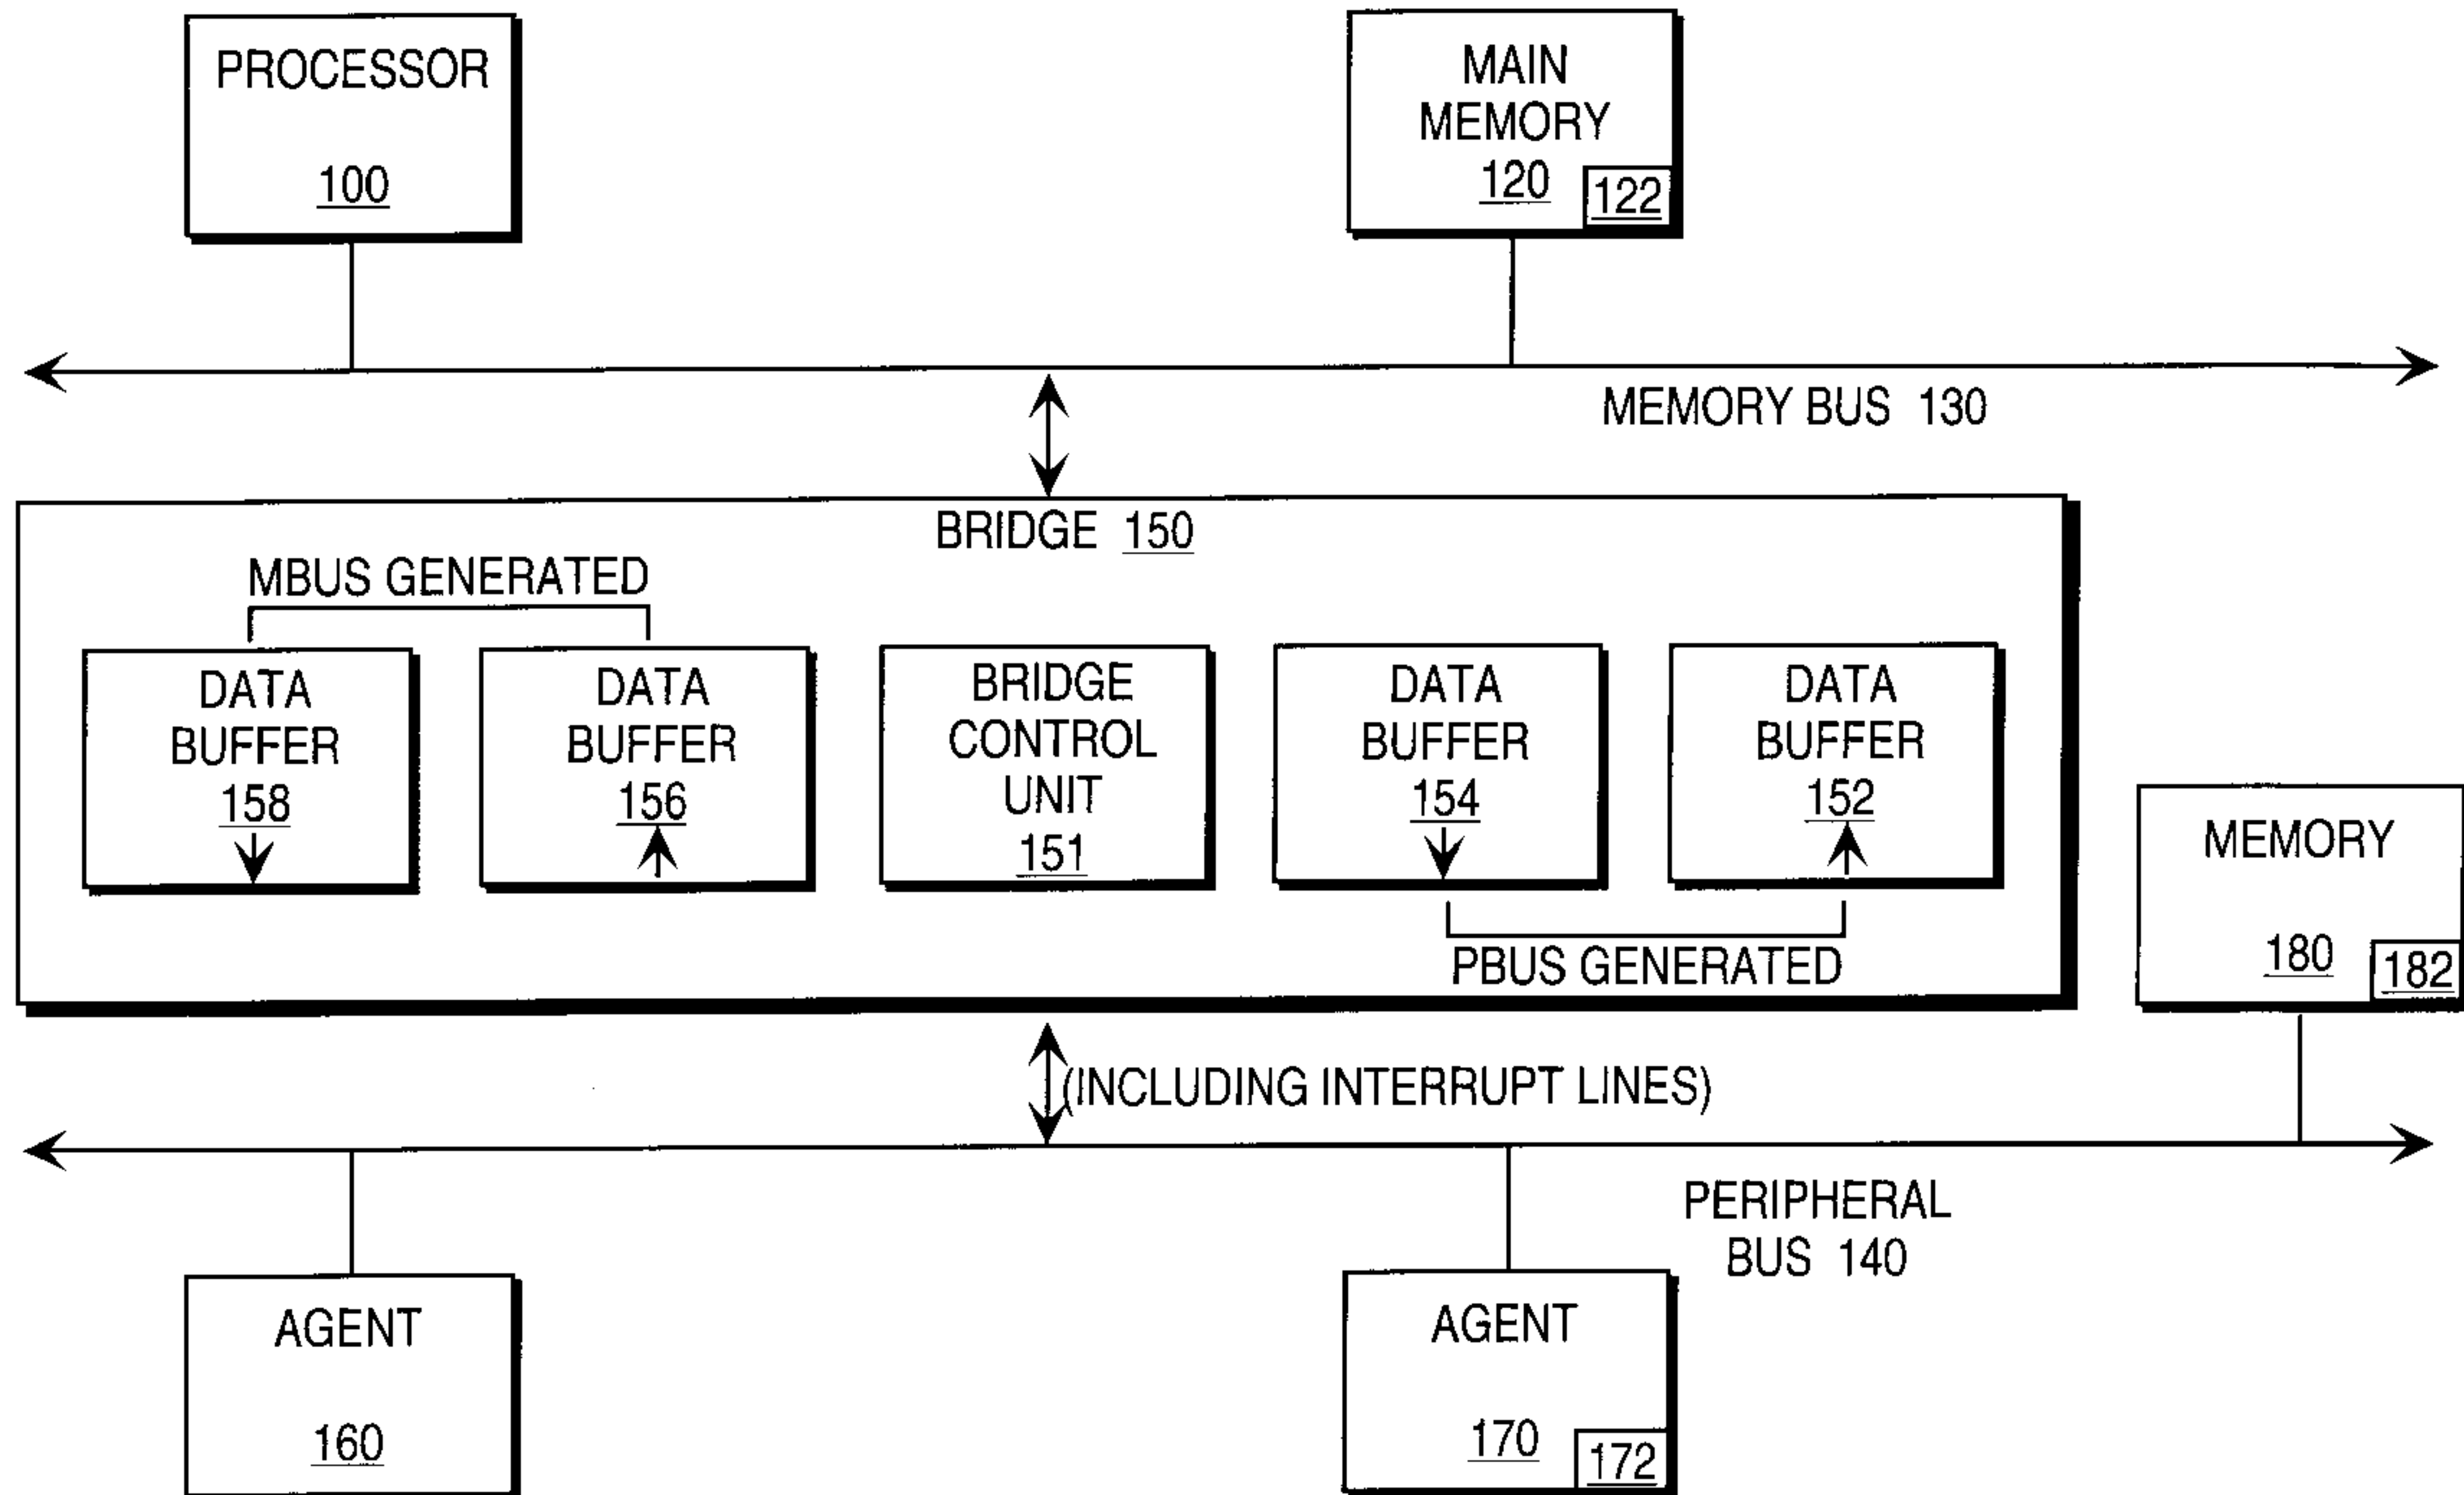 PROCESSOR
100
MAIN
MEMORY
120
122
MEMORY BUS 130
BRIDGE 150
MBUS GENERATED
DATA
BUFFER
158
DATA
BUFFER
156
BRIDGE
CONTROL
UNIT
151
DATA
BUFFER
154
DATA
BUFFER
152
PBUS GENERATED
MEMORY
180
182
(INCLUDING INTERRUPT LINES)
PERIPHERAL
BUS 140
AGENT
160
AGENT
170
172